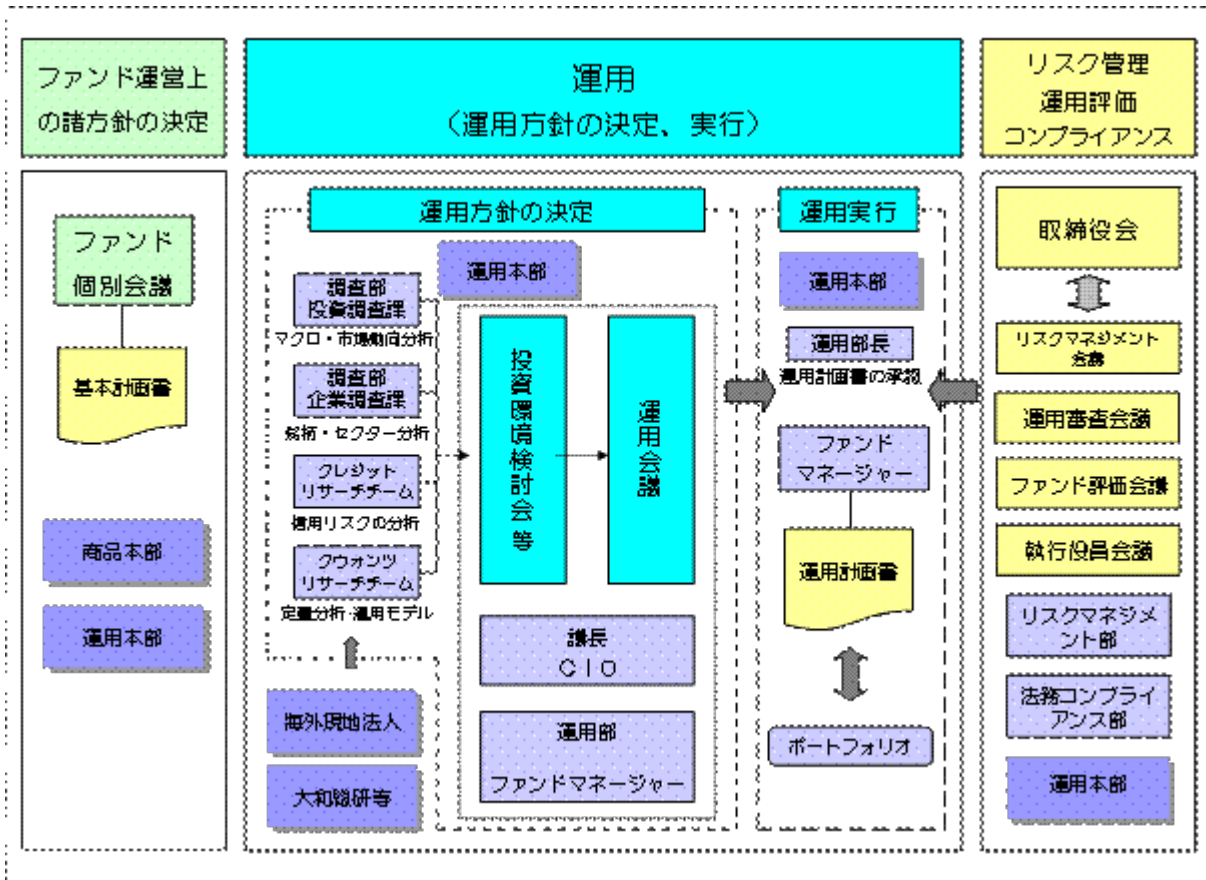 ファンド運営上
の諸方針の決定
運用
（運用方針の決定、実行）
リスク管理
運用評価
コンプライアンス
ファンド
個別会議
基本計画書
商品本部
運用本部
運用方針の決定
運用本部
調査部
投資調査課
マクロ・市場動向分析
調査部
企業調査課
銘柄・セクター分析
クレジット
リサーチチーム
信用リスクの分析
クウォンツ
リサーチチーム
定量分析・運用モデル
海外現地法人
大和総研等
投資環境検討会等
運用会議
議長
ＣＩＯ
運用部
ファンドマネージャー
運用実行
運用本部
運用部長
運用計画書の承認
ファンド
マネージャー
運用計画書
ポートフォリオ
取締役会
リスクマネジメント
会議
運用審査会議
ファンド評価会議
執行役員会議
リスクマネジメ
ント部
法務コンプライ
アンス部
運用本部